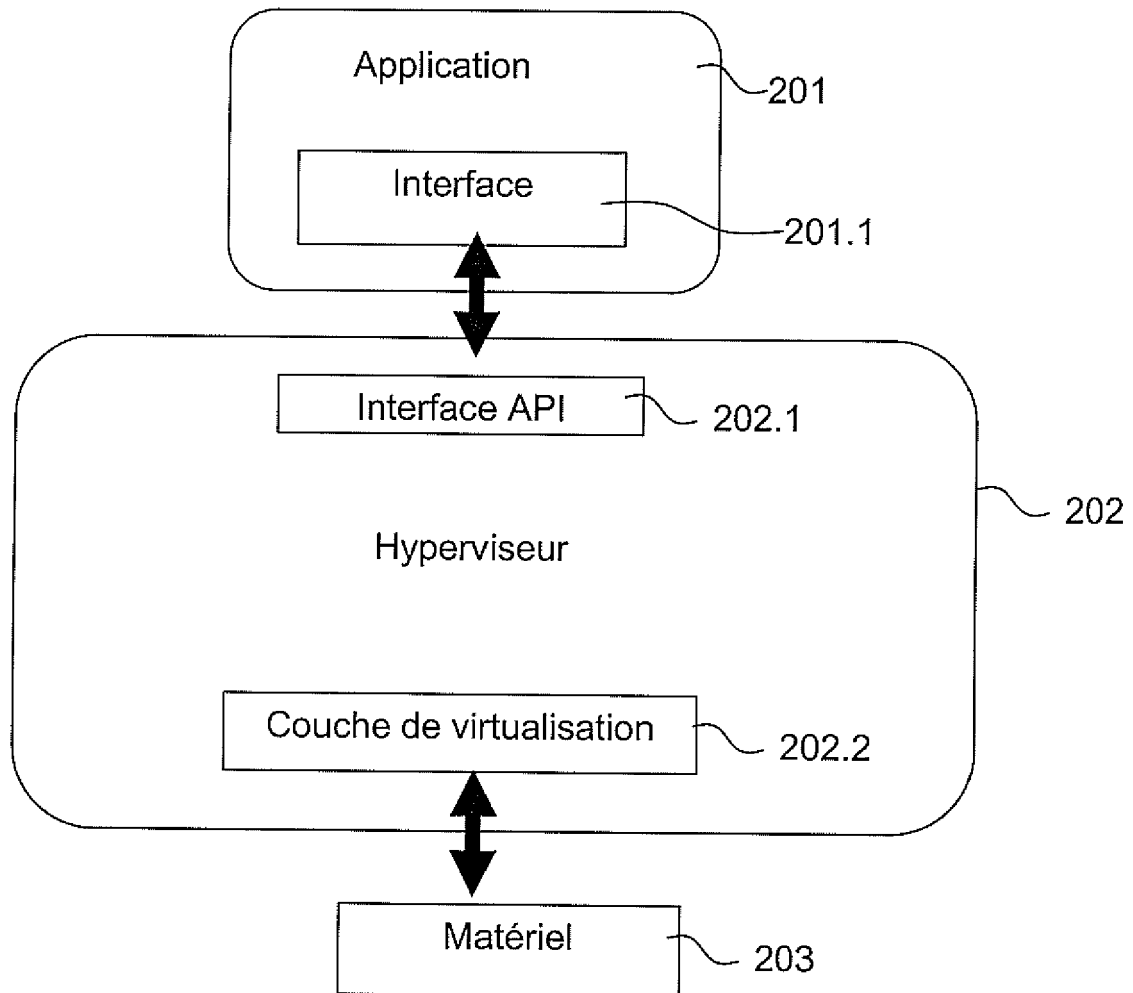 Application
201
Interface
201.1
Interface API
202.1
202
Hyperviseur
Couche de virtualisation
202.2
Matériel
203